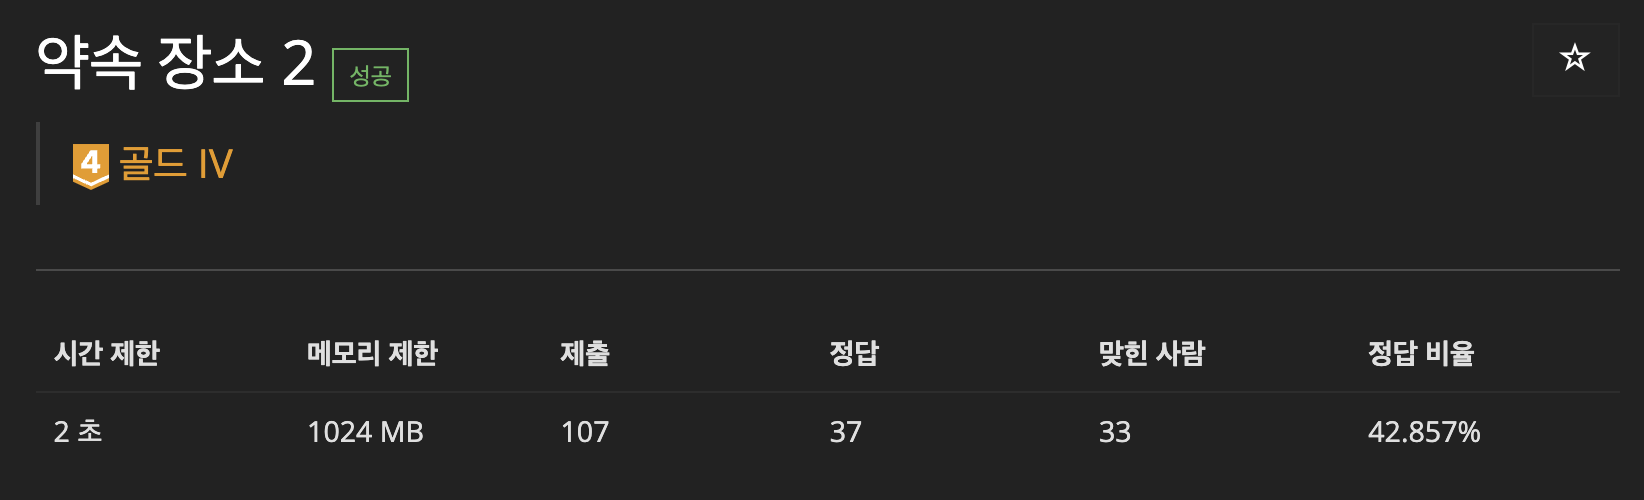 약속 장소 2 성공
4 골드 IV
시간 제한 메모리 제한 제출 정답 맞힌 사람 정답 비율
2 초 1024 MB 107 37 33 42.857%